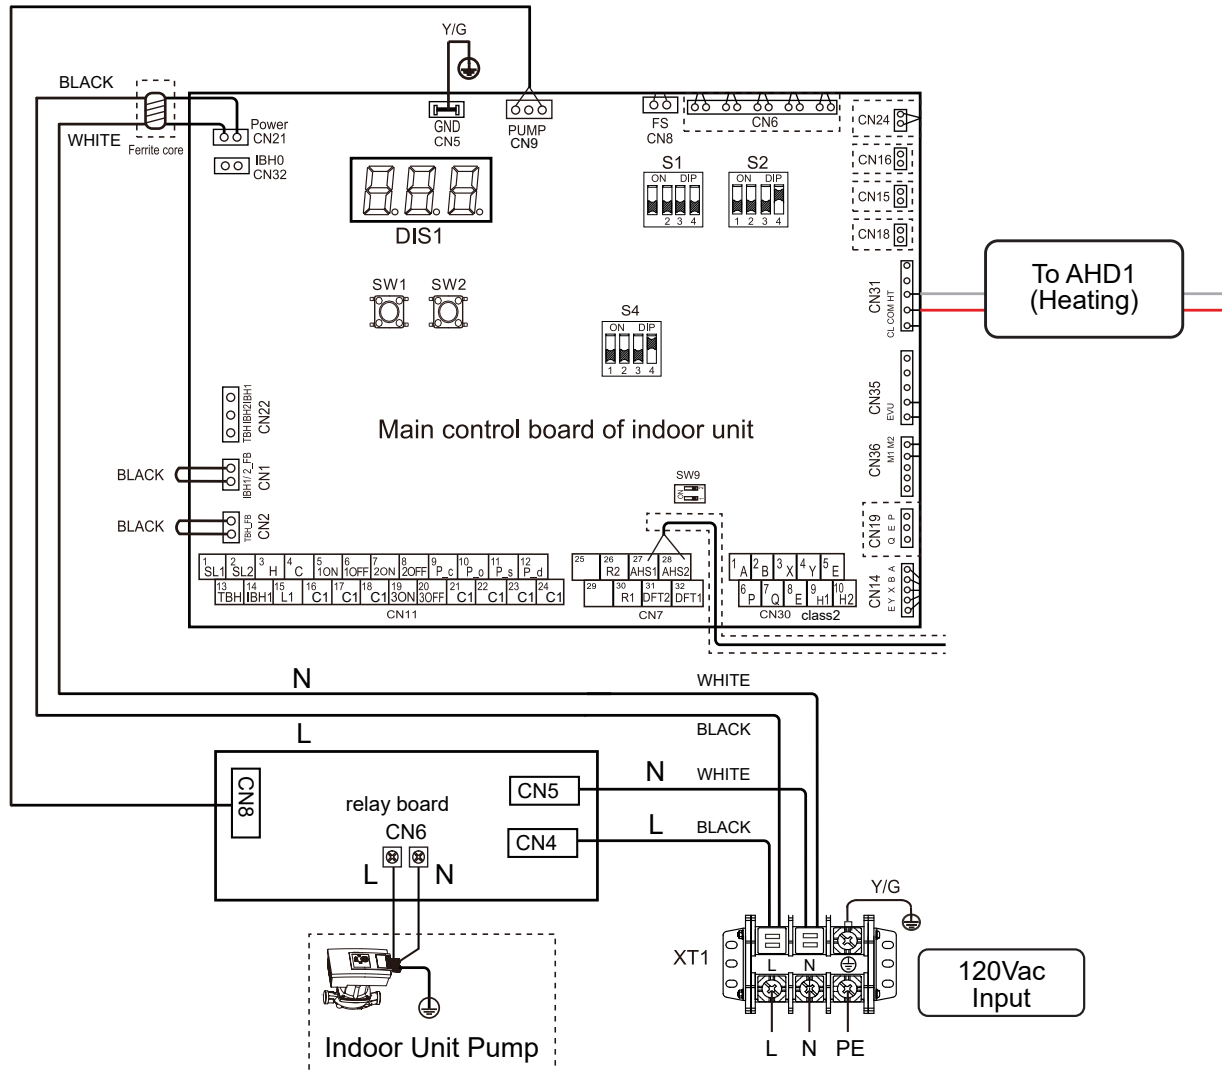 Y/G
BLACK
WHITE
Ferrite core
Power
CN21
IBH0
CN32
GND
CN5
PUMP
CN9
FS
CN8
CN6
CN24
CN16
CN15
CN18
S1
ON DIP
2 3 4
S2
ON DIP
1 2 3 4
DIS1
SW1 SW2
S4
ON DIP
1 2 3 4
CN31
CL COM HT
To AHD1
(Heating)
CN35
EVU
CN36
M1 M2
CN19
Q E P
CN14
E Y X B A
CN22
TBH IBH2 IBH1
Main control board of indoor unit
BLACK
IBH1/ 2_FB
CN1
BLACK
TBH_FB
CN2
SW9
ON
1 2
1 2 3 4 5 6 7 8 9 10 11 12
SL1 SL2 H C 1ON 1OFF 2ON 2OFF P_c P_o P_s P_d
13 14 15 16 17 18 19 20 21 22 23 24
TBH IBH1 L1 C1 C1 C1 3ON 3OFF C1 C1 C1 C1
CN11
25 26 27 28
R2 AHS1 AHS2
29 30 31 32
R1 DFT2 DFT1
CN7
1 2 3 4 5
A B X Y E
6 7 8 9 10
P Q E H1 H2
CN30 class2
N WHITE
L BLACK
CN8
relay board
CN6
L N
CN5
N WHITE
CN4
L BLACK
Indoor Unit Pump
Y/G
XT1
L N
L N PE
120Vac
Input